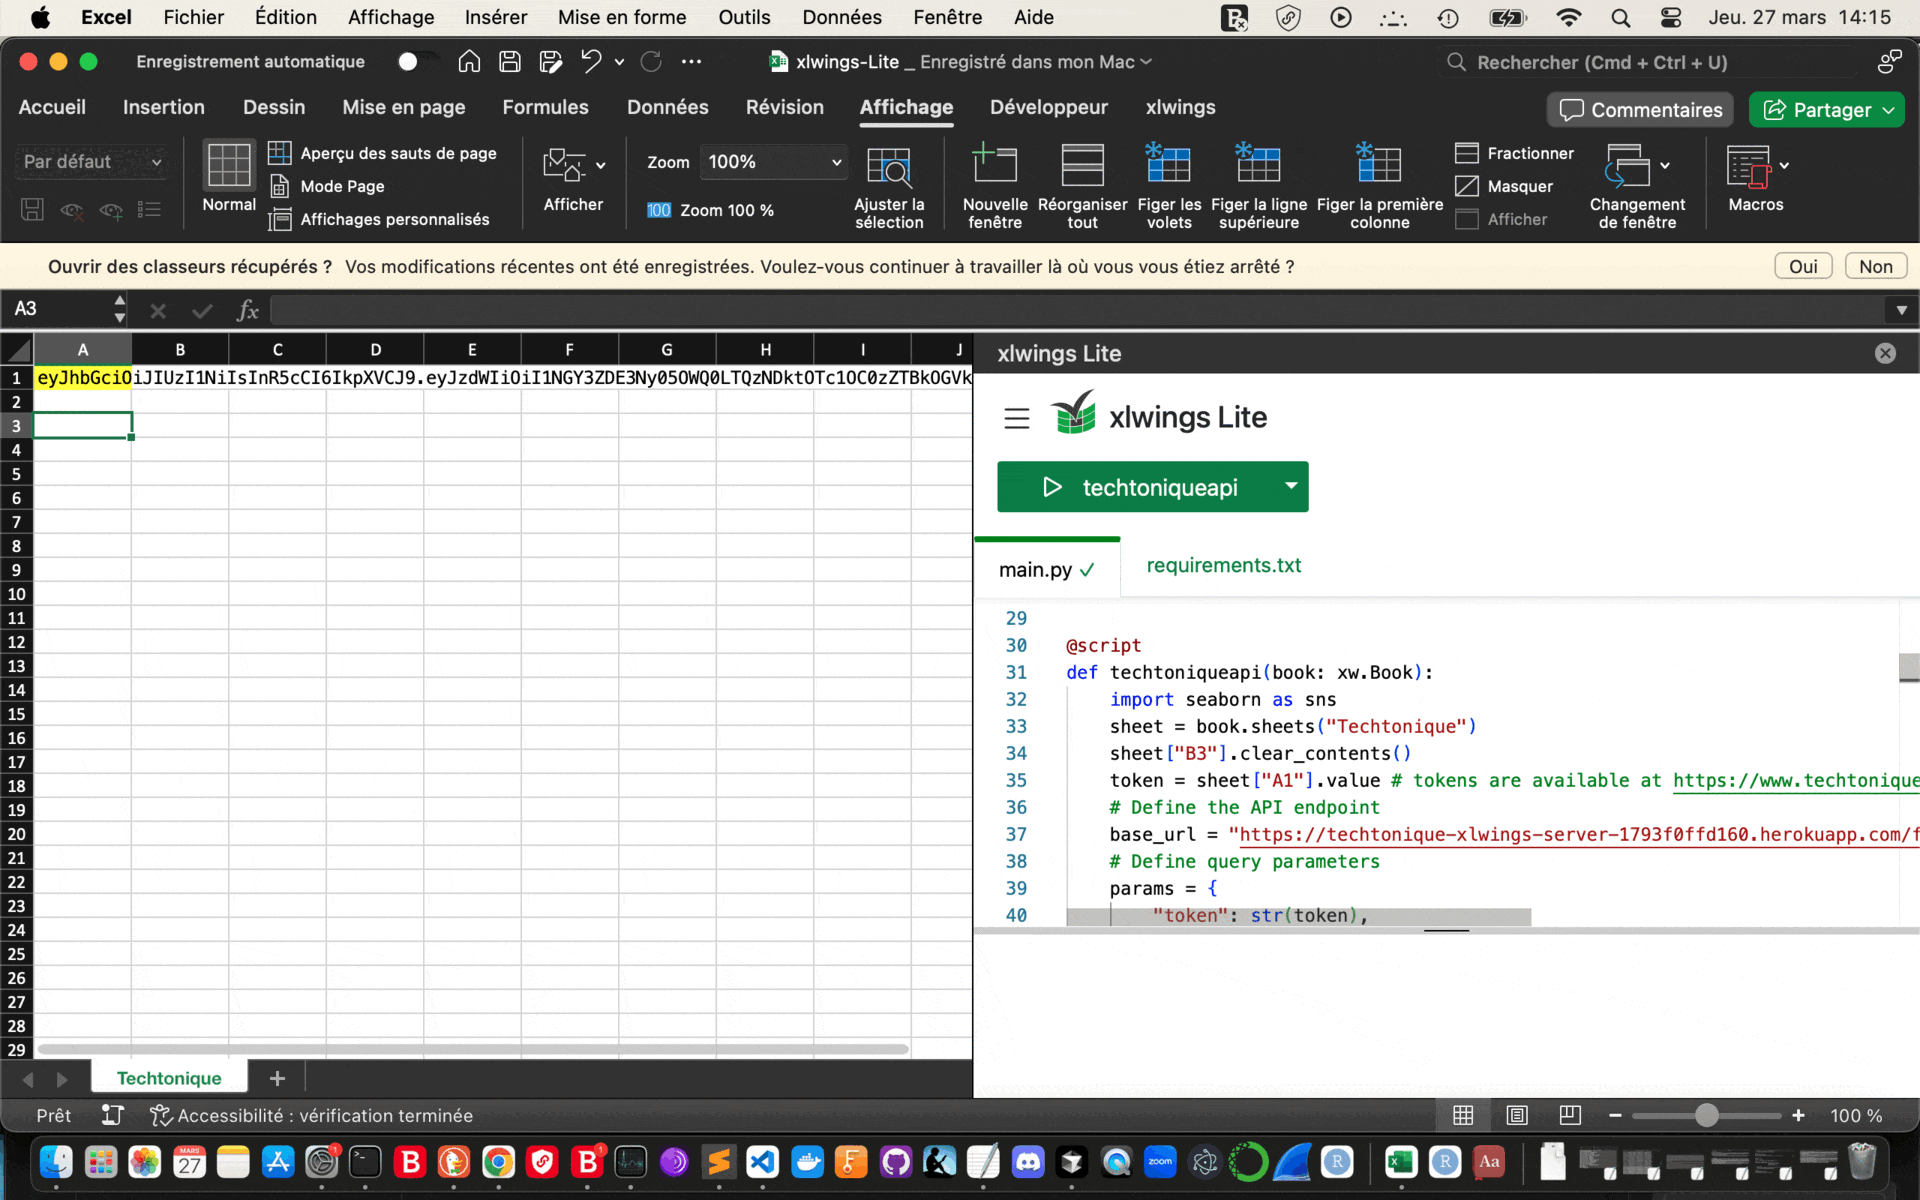 Excel Fichier Édition Affichage Insérer Mise en forme Outils Données Fenêtre Aide Jeu. 27 mars 14:15
Enregistrement automatique xlwings-Lite _ Enregistré dans mon Mac Rechercher (Cmd + Ctrl + U)
Accueil Insertion Dessin Mise en page Formules Données Révision Affichage Développeur xlwings Commentaires Partager
Par défaut
Normal
Aperçu des sauts de page
Mode Page
Affichages personnalisés
Afficher
Zoom 100%
100 Zoom 100 %
Ajuster la sélection
Nouvelle fenêtre
Réorganiser tout
Figer les volets
Figer la ligne supérieure
Figer la première colonne
Fractionner
Masquer
Afficher
Changement de fenêtre
Macros
Ouvrir des classeurs récupérés ? Vos modifications récentes ont été enregistrées. Voulez-vous continuer à travailler là où vous vous étiez arrêté ? Oui Non
A3 fx
A B C D E F G H I J
1 eyJhbGciOiJIUzI1NiIsInR5cCI6IkpXVCJ9.eyJzdWIiOiI1NGY3ZDE3Ny05OWQ0LTQzNDktOTc1OC0zZTBkOGVk
2
3
4
5
6
7
8
9
10
11
12
13
14
15
16
17
18
19
20
21
22
23
24
25
26
27
28
29
xlwings Lite
xlwings Lite
techtoniqueapi
main.py requirements.txt
29
30 @script
31 def techtoniqueapi(book: xw.Book):
32 import seaborn as sns
33 sheet = book.sheets("Techtonique")
34 sheet["B3"].clear_contents()
35 token = sheet["A1"].value # tokens are available at https://www.techtonique
36 # Define the API endpoint
37 base_url = "https://techtonique-xlwings-server-1793f0ffd160.herokuapp.com/f
38 # Define query parameters
39 params = {
40 "token": str(token),
Techtonique +
Prêt Accessibilité : vérification terminée 100 %
MARS 27 1 B B 1 zoom R R Aa